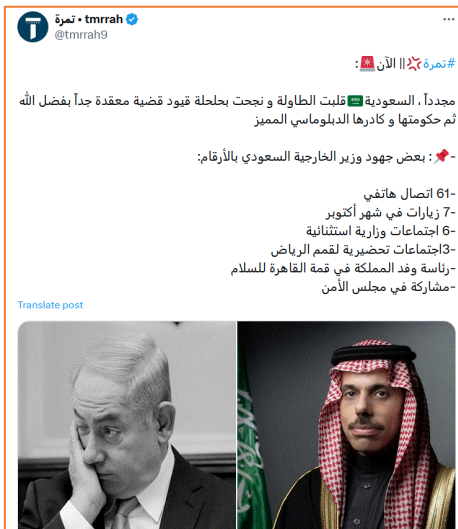 tmrrah • تمرة
@tmrrah9
#تمرة💢|| الآن🚨:
مجدداً ، السعودية🇸🇦قلبت الطاولة و نجحت بحلحلة قيود قضية معقدة جداً بفضل الله
ثم حكومتها و كادرها الدبلوماسي المميز
-📌: بعض جهود وزير الخارجية السعودي بالأرقام:
-61 اتصال هاتفي
-7 زيارات في شهر أكتوبر
-6 اجتماعات وزارية استثنائية
-3اجتماعات تحضيرية لقمم الرياض
-رئاسة وفد المملكة في قمة القاهرة للسلام
-مشاركة في مجلس الأمن
Translate post